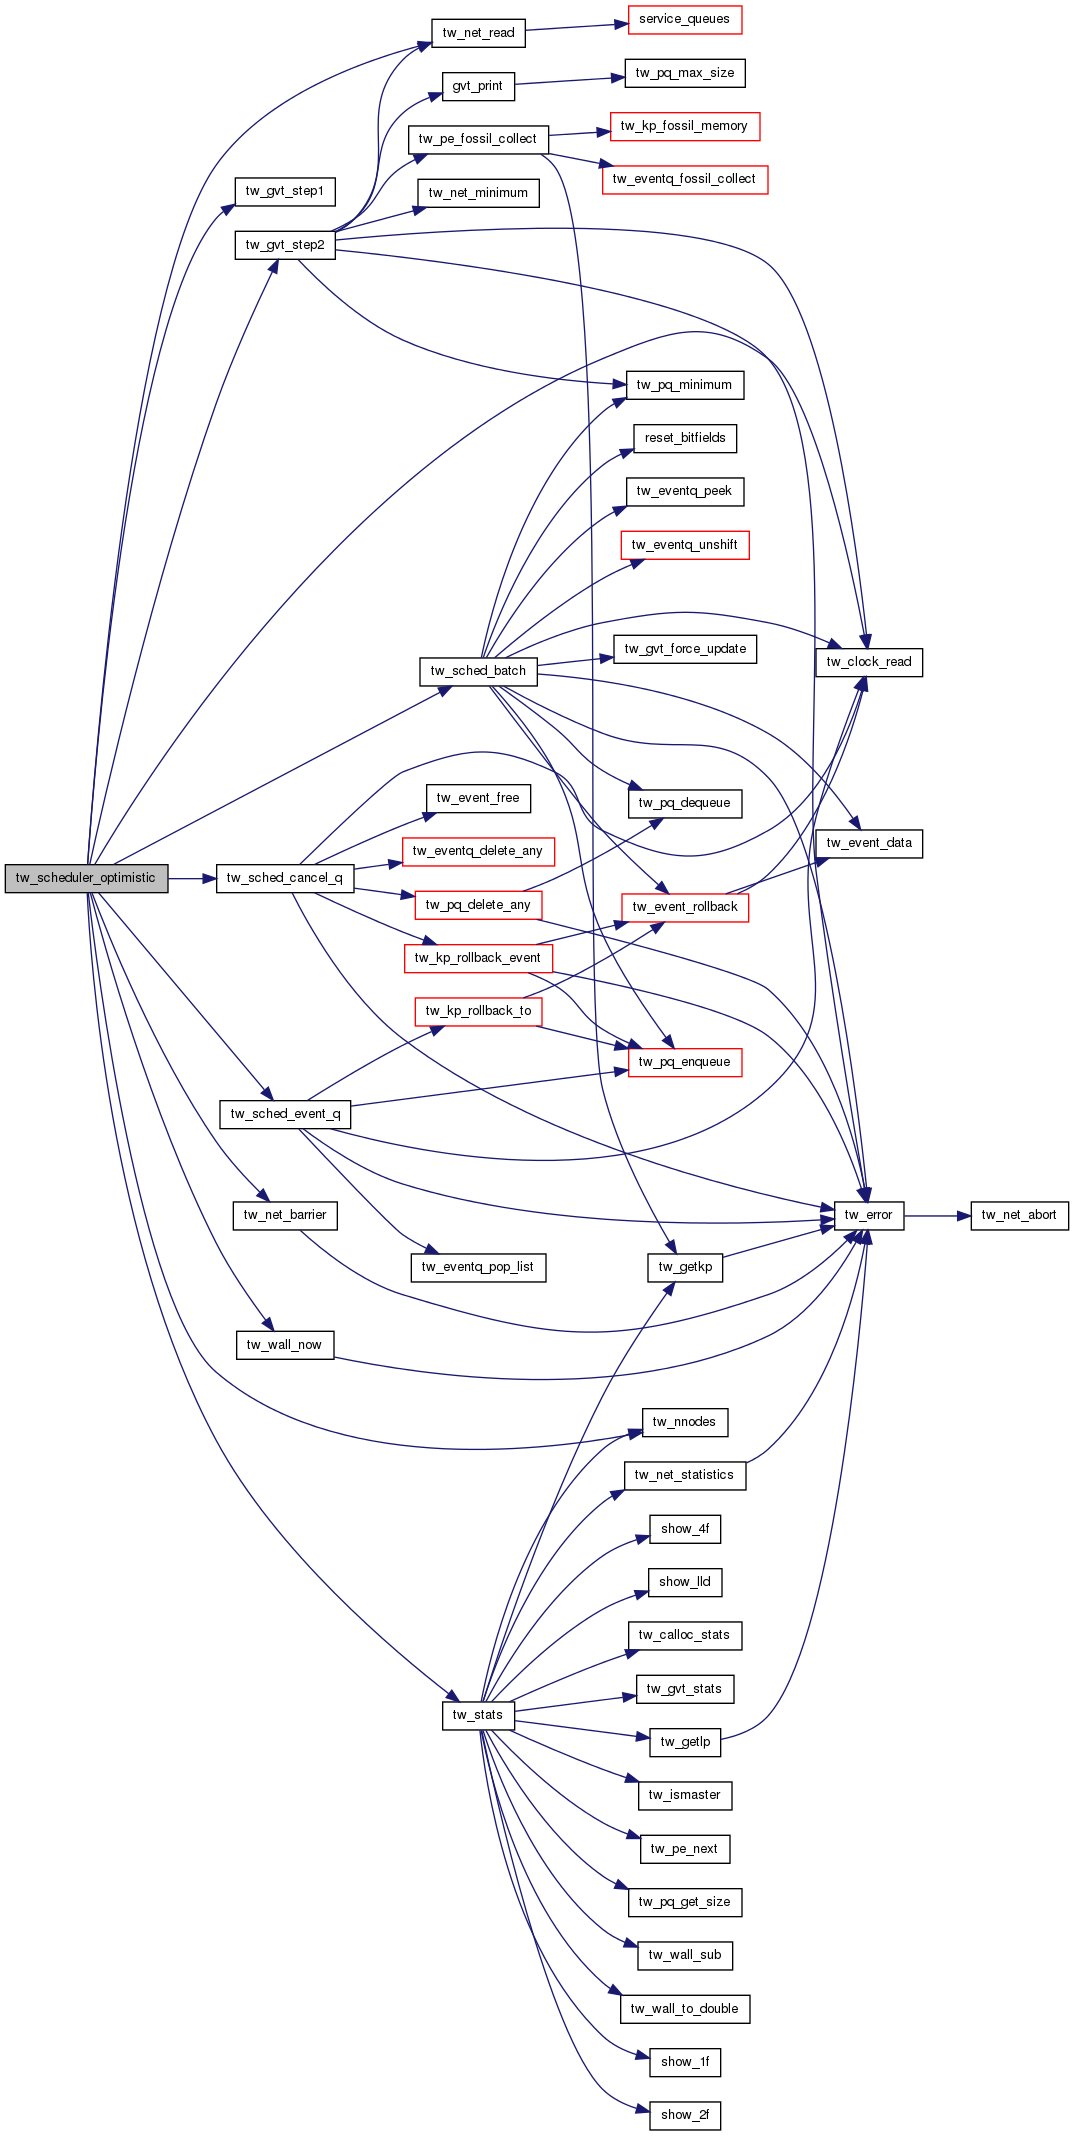 service_queues
tw_net_read
tw_pq_max_size
gvt_print
tw_kp_fossil_memory
tw_pe_fossil_collect
tw_eventq_fossil_collect
tw_gvt_step1
tw_net_minimum
tw_gvt_step2
tw_pq_minimum
reset_bitfields
tw_eventq_peek
tw_eventq_unshift
tw_gvt_force_update
tw_clock_read
tw_sched_batch
tw_event_free
tw_pq_dequeue
tw_event_data
tw_eventq_delete_any
tw_scheduler_optimistic
tw_sched_cancel_q
tw_pq_delete_any
tw_event_rollback
tw_kp_rollback_event
tw_kp_rollback_to
tw_pq_enqueue
tw_sched_event_q
tw_net_barrier
tw_error
tw_net_abort
tw_eventq_pop_list
tw_getkp
tw_wall_now
tw_nnodes
tw_net_statistics
show_4f
show_lld
tw_calloc_stats
tw_gvt_stats
tw_stats
tw_getlp
tw_ismaster
tw_pe_next
tw_pq_get_size
tw_wall_sub
tw_wall_to_double
show_1f
show_2f